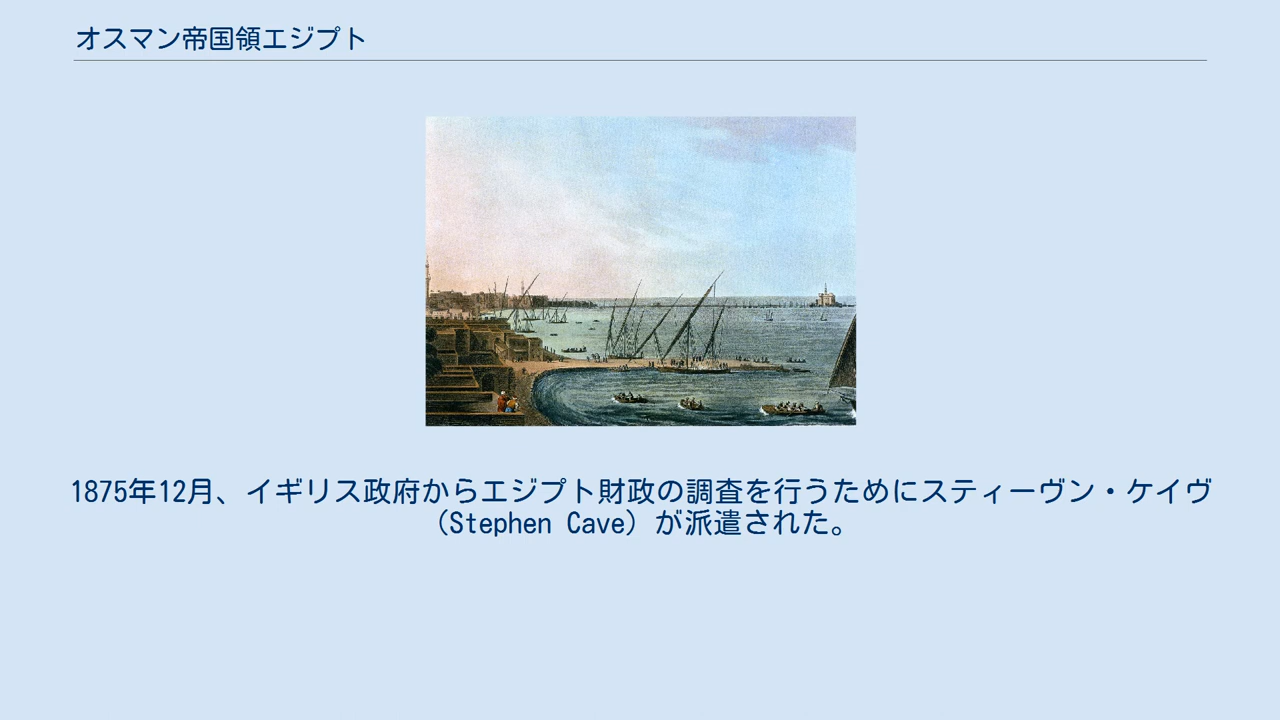 オスマン帝国領エジプト
1875年12月、イギリス政府からエジプト財政の調査を行うためにスティーヴン・ケイヴ
（Stephen Cave）が派遣された。